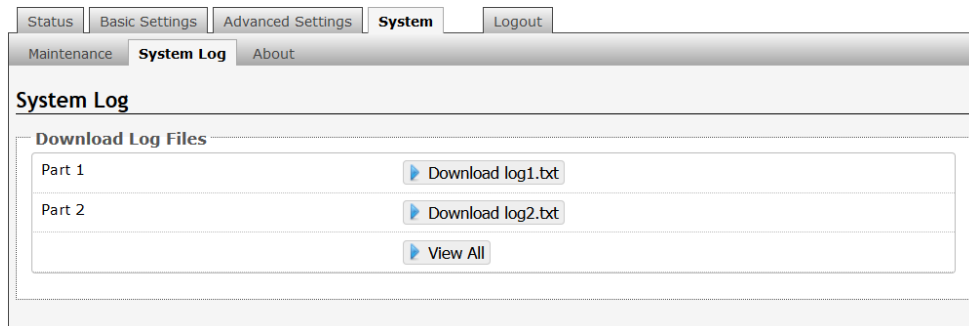 Status Basic Settings Advanced Settings System Logout
Maintenance System Log About
System Log
Download Log Files
Part 1 Download log1.txt
Part 2 Download log2.txt
View All